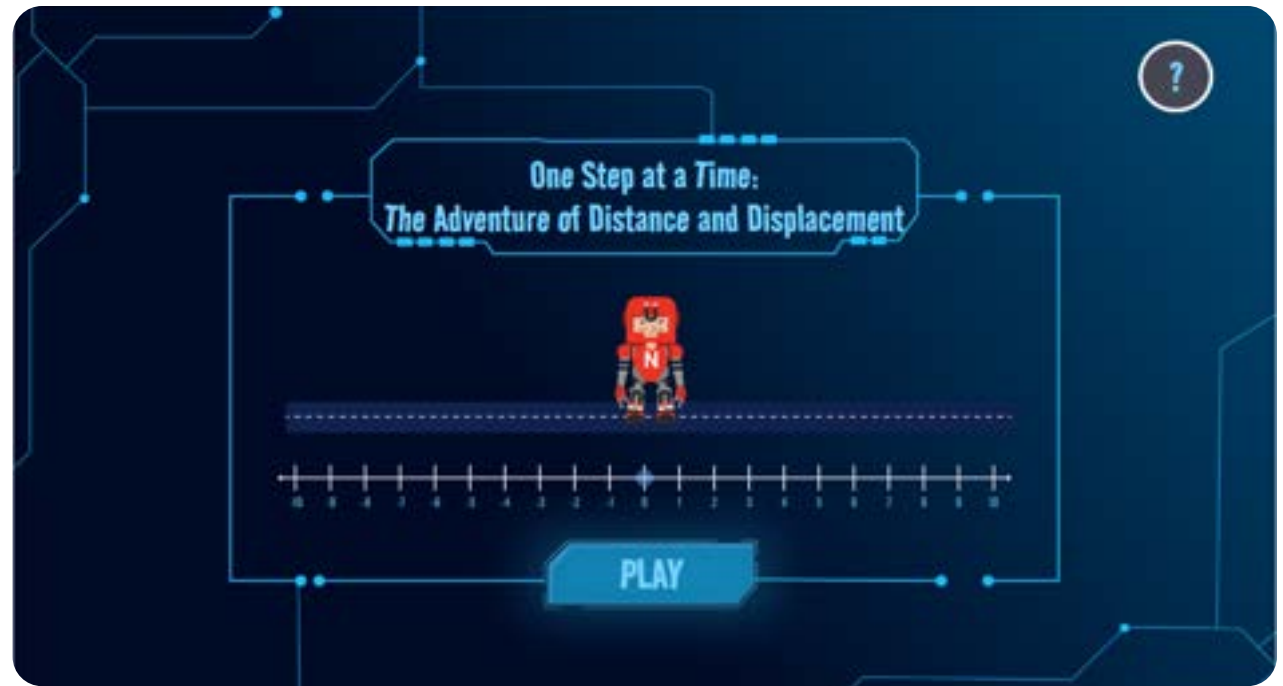 ?
One Step at a Time:
The Adventure of Distance and Displacement
N
-10 -9 -8 -7 -6 -5 -4 -3 -2 -1 0 1 2 3 4 5 6 7 8 9 10
PLAY